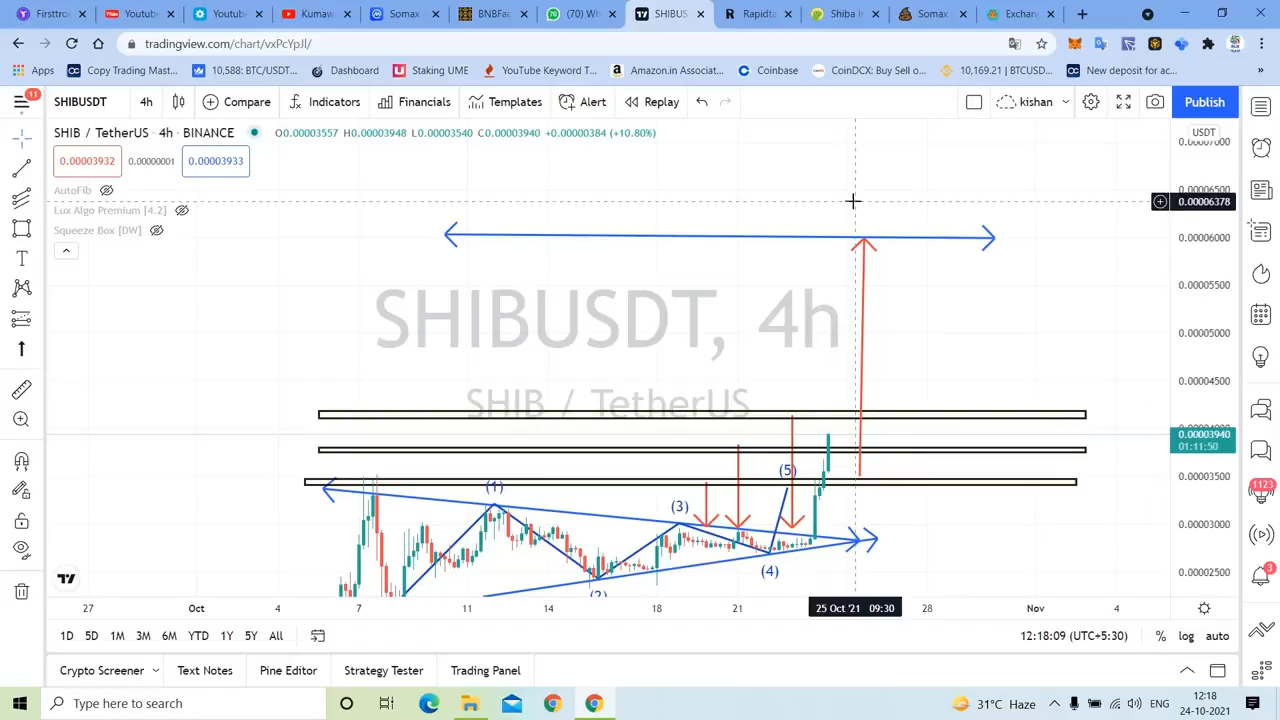 Youtube
Studio
Kumaw
Somax
BNBFac
(70) W
SHIBUS
Rapidte
Shiba Ir
Somax
Exchan
tradingview.com/chart/vxPcYpJl/
Apps
Copy Trading Mast...
10,588: BTC/USDT...
Dashboard
Staking UME
YouTube Keyword T...
Amazon.in Associat...
Coinbase
CoinDCX: Buy Sell o...
10,169.21 | BTCUSD...
New deposit for ac...
»
11
SHIBUSDT
4h
Compare
Indicators
Financials
Templates
Alert
Replay
kishan
Publish
SHIB / TetherUS · 4h · BINANCE
O0.00003557 H0.00003948 L0.00003540 C0.00003940 +0.00000384 (+10.80%)
USDT
0.00007000
0.00003932
0.00000001
0.00003933
AutoFib
0.00006500
Lux Algo Premium [4.2]
0.00006378
Squeeze Box [DW]
0.00006000
0.00005500
SHIBUSDT, 4h
0.00005000
SHIB / TetherUS
0.00004500
0.00003940
01:11:50
(5)
0.00003500
(1)
1123
(3)
0.00003000
(4)
0.00002500
3
27
Oct
4
7
11
14
18
21
25 Oct '21 09:30
28
Nov
4
1D
5D
1M
3M
6M
YTD
1Y
5Y
All
12:18:09 (UTC+5:30)
%
log
auto
Crypto Screener
Text Notes
Pine Editor
Strategy Tester
Trading Panel
Type here to search
31°C Haze
ENG
12:18
24-10-2021